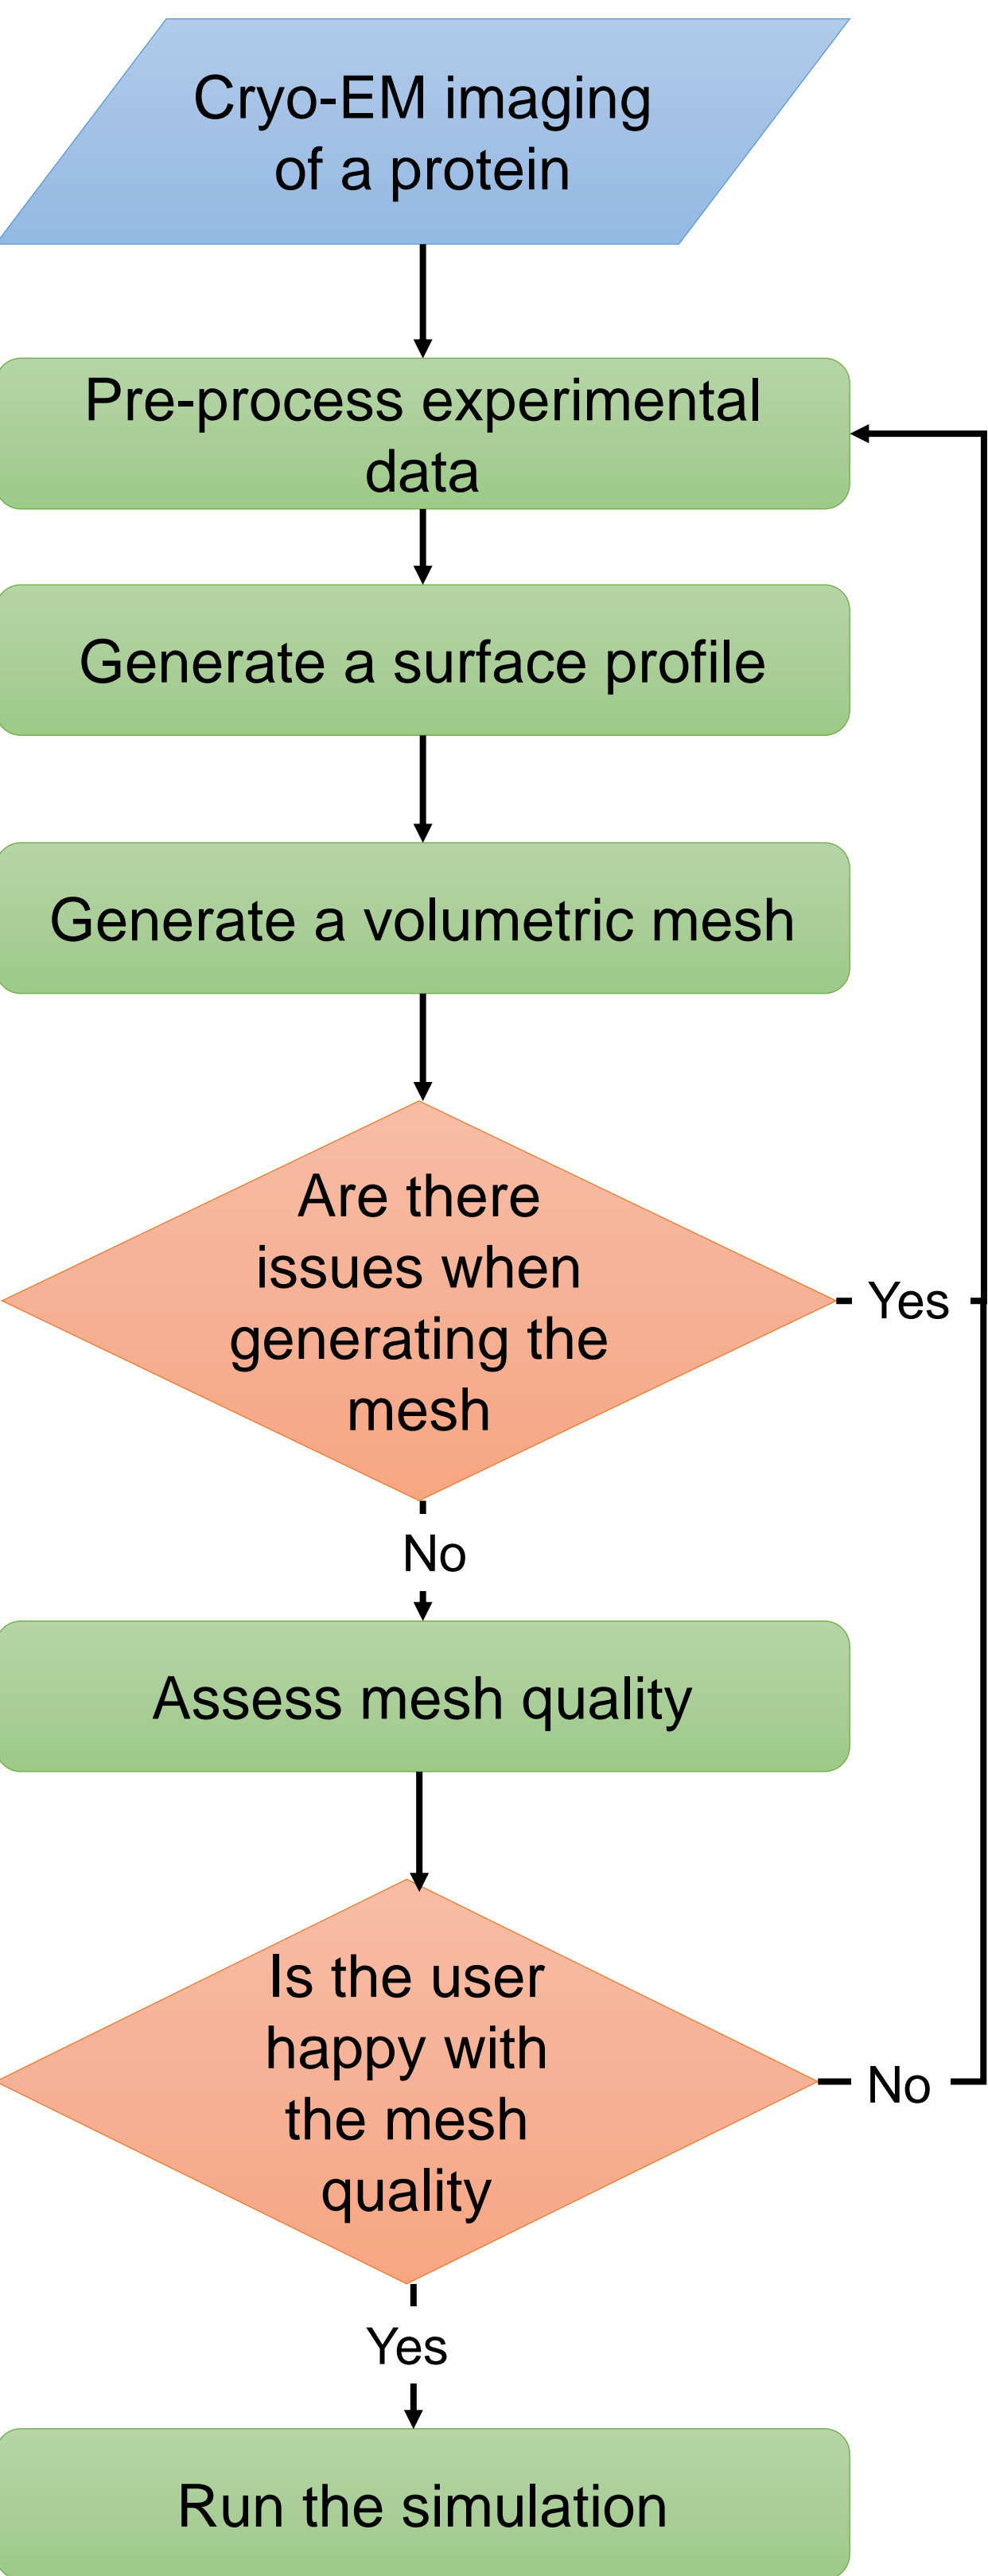 Cryo-EM imaging
of a protein
Pre-process experimental
data
Generate a surface profile
Generate a volumetric mesh
Are there
issues when
generating the
mesh
Yes
No
Assess mesh quality
Is the user
happy with
the mesh
quality
No
Yes
Run the simulation